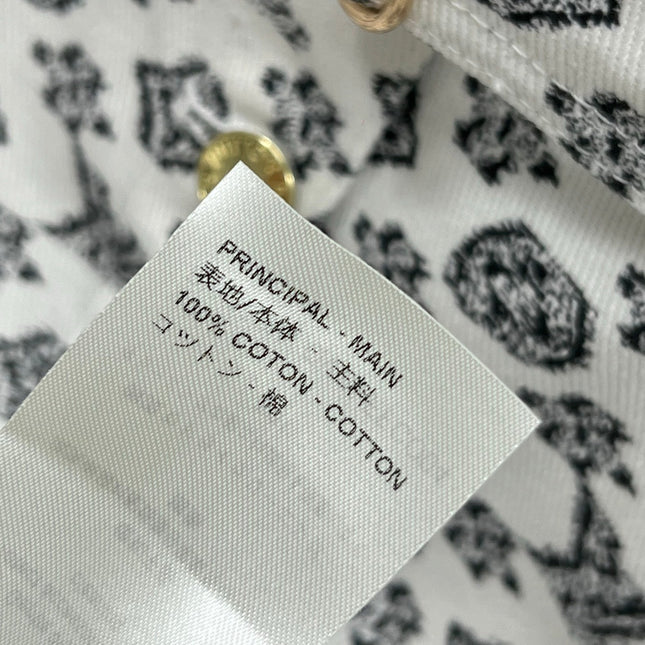 PRINCIPAL - MAIN
表地/本体 - 主料
100% COTON - COTTON
コットン - 棉